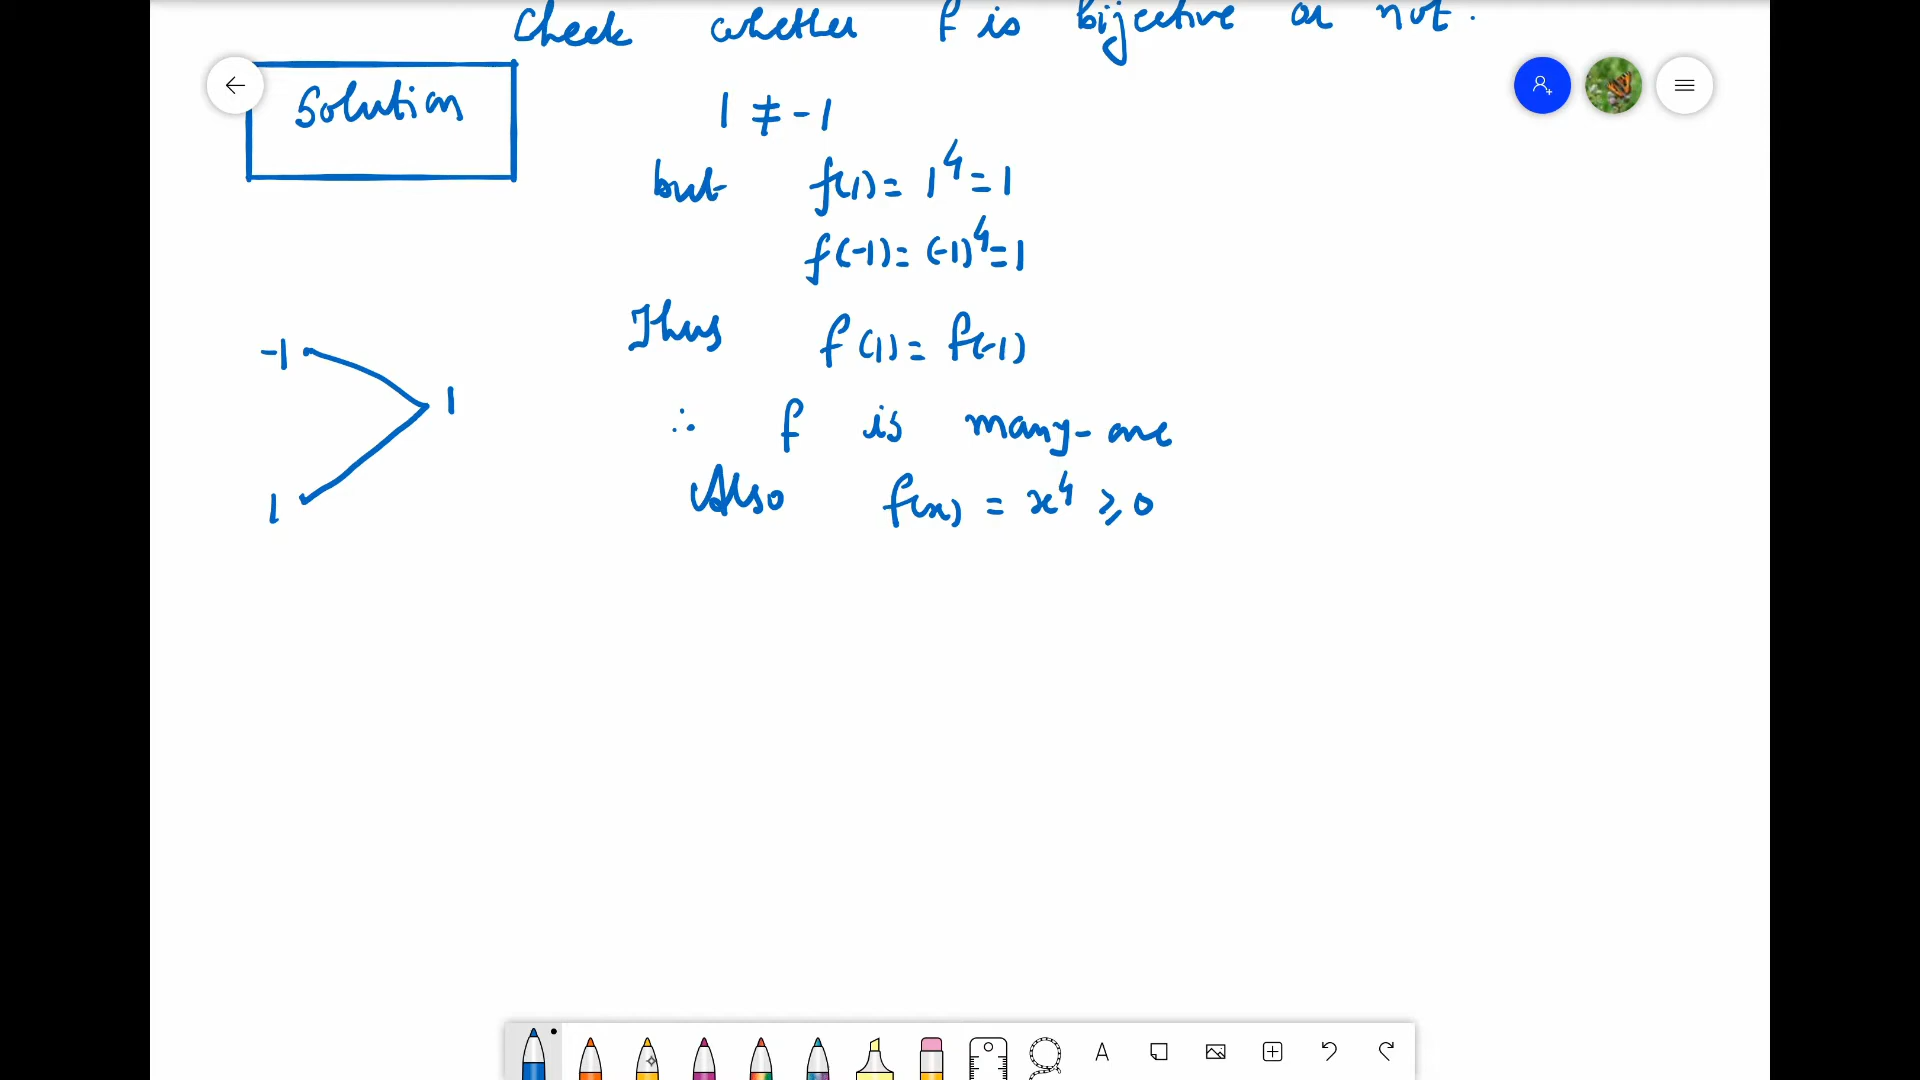 Check whether f is bijective or not.
Solution
1 ≠ -1
but f(1) = 1⁴ = 1
f(-1) = (-1)⁴ = 1
Thus f(1) = f(-1)
∴ f is many-one
Also f(x) = x⁴ ≥ 0
-1
1
1
A